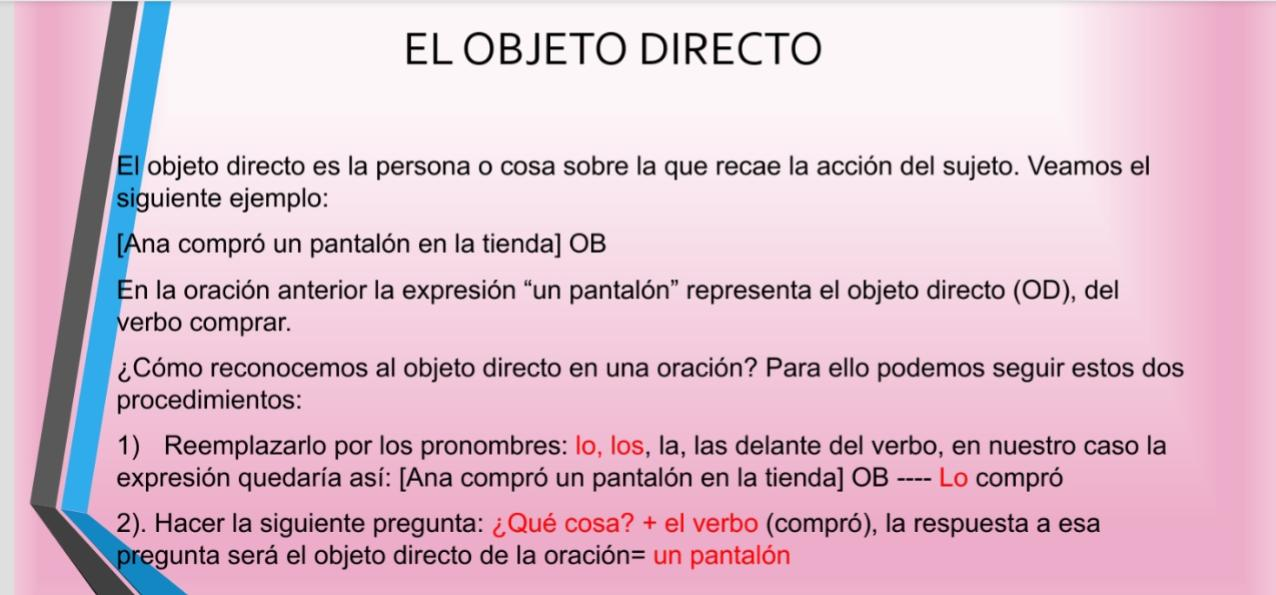 EL OBJETO DIRECTO
El objeto directo es la persona o cosa sobre la que recae la acción del sujeto. Veamos el
siguiente ejemplo:
[Ana compró un pantalón en la tienda] OB
En la oración anterior la expresión “un pantalón” representa el objeto directo (OD), del
verbo comprar.
¿Cómo reconocemos al objeto directo en una oración? Para ello podemos seguir estos dos
procedimientos:
1) Reemplazarlo por los pronombres: lo, los, la, las delante del verbo, en nuestro caso la
expresión quedaría así: [Ana compró un pantalón en la tienda] OB ---- Lo compró
2). Hacer la siguiente pregunta: ¿Qué cosa? + el verbo (compró), la respuesta a esa
pregunta será el objeto directo de la oración= un pantalón